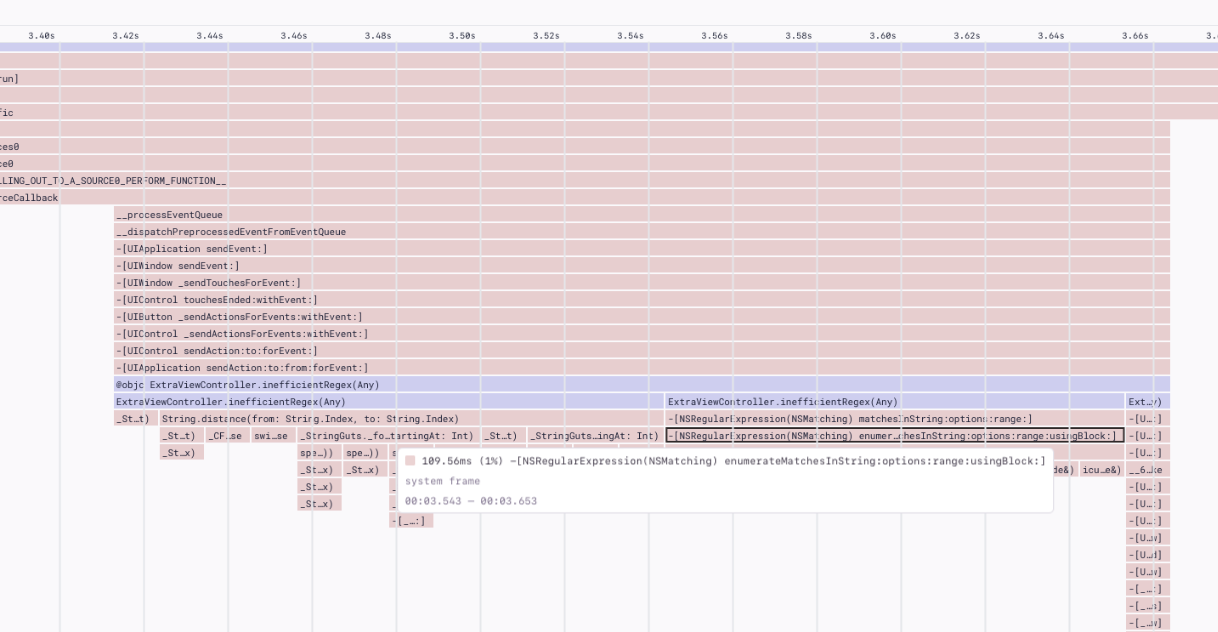 3.40s 3.42s 3.44s 3.46s 3.48s 3.50s 3.52s 3.54s 3.56s 3.58s 3.60s 3.62s 3.64s 3.66s 3.
run]
fic
ces0
ce0
LLING_OUT_TO_A_SOURCE0_PERFORM_FUNCTION__
rceCallback
__processEventQueue
__dispatchPreprocessedEventFromEventQueue
-[UIApplication sendEvent:]
-[UIWindow sendEvent:]
-[UIWindow _sendTouchesForEvent:]
-[UIControl touchesEnded:withEvent:]
-[UIButton _sendActionsForEvents:withEvent:]
-[UIControl _sendActionsForEvents:withEvent:]
-[UIControl sendAction:to:forEvent:]
-[UIApplication sendAction:to:from:forEvent:]
@objc ExtraViewController.inefficientRegex(Any)
ExtraViewController.inefficientRegex(Any) ExtraViewController.inefficientRegex(Any) Ext…y)
_St…t) String.distance(from: String.Index, to: String.Index) -[NSRegularExpression(NSMatching) matchesInString:options:range:] -[U…:]
_St…t) _CF…se swi…se _StringGuts._fo…tartingAt: Int) _St…t) _StringGuts…ingAt: Int) -[NSRegularExpression(NSMatching) enumer…chesInString:options:range:usingBlock:] -[U…:]
_St…x) spe…)) spe…)) -[U…:]
109.56ms (1%) -[NSRegularExpression(NSMatching) enumerateMatchesInString:options:range:usingBlock:]
_St…x) _St…x) de&) icu…e&) __6…ke
system frame
_St…x) -[U…:]
00:03.543 — 00:03.653
_St…x) -[U…:]
-[_…:] -[U…:]
-[U…w]
-[U…d]
-[U…w]
-[_…:]
-[_…s]
-[_…w]